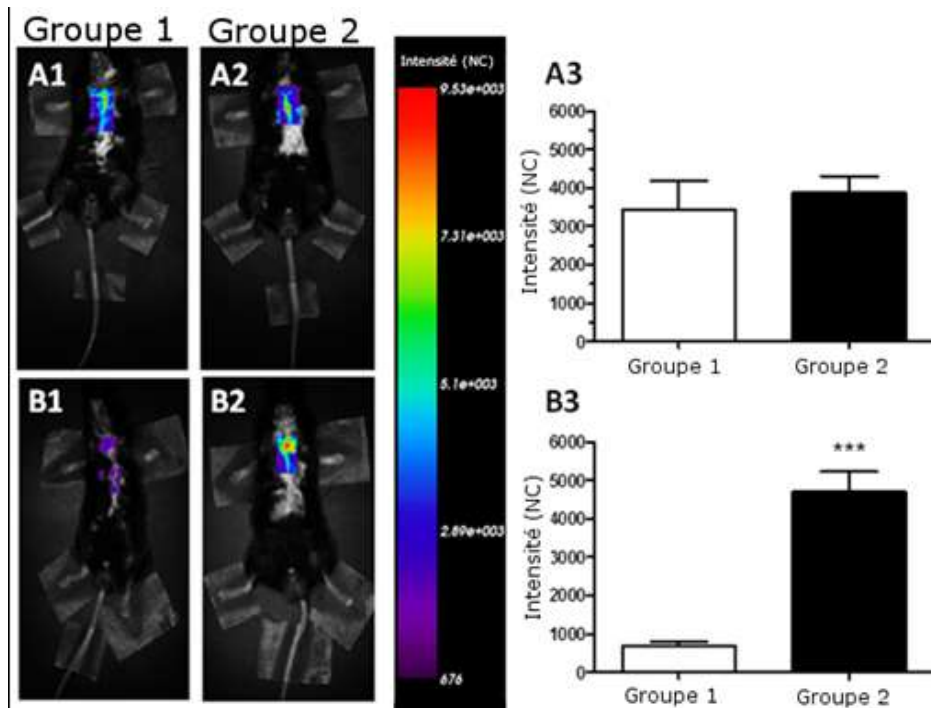 Groupe 1
Groupe 2
A1
A2
Intensité (NC)
9.53e+003
7.31e+003
5.1e+003
2.89e+003
676
A3
Intensité (NC)
6000
5000
4000
3000
2000
1000
0
Groupe 1
Groupe 2
B1
B2
B3
***
Intensité (NC)
6000
5000
4000
3000
2000
1000
0
Groupe 1
Groupe 2